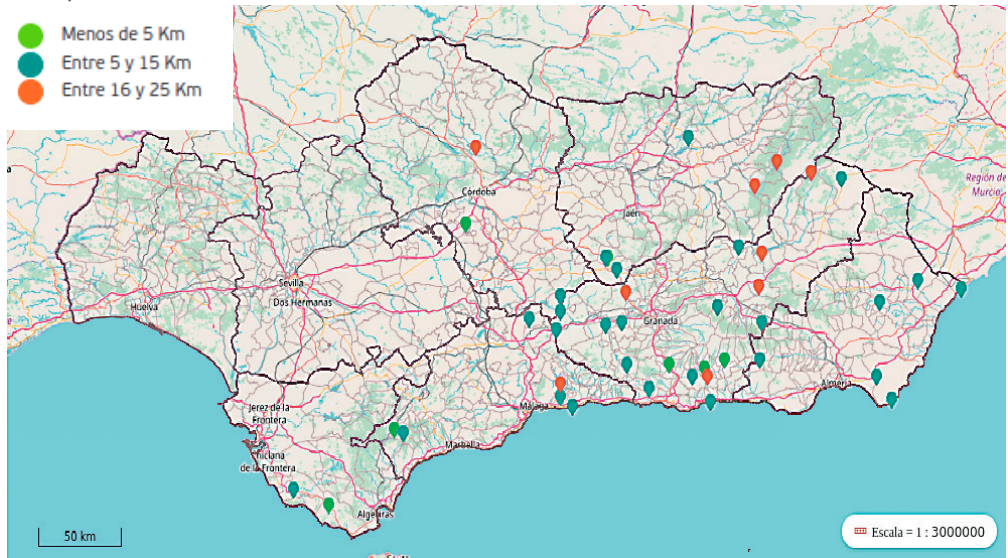 Menos de 5 Km
Entre 5 y 15 Km
Entre 16 y 25 Km
Córdoba
Región de
Murcia
Jaén
Sevilla
Dos Hermanas
Huelva
Granada
Almería
Málaga
Jerez de la
Frontera
Marbella
Chiclana
de la Frontera
Algeciras
50 km
Escala = 1 : 3000000